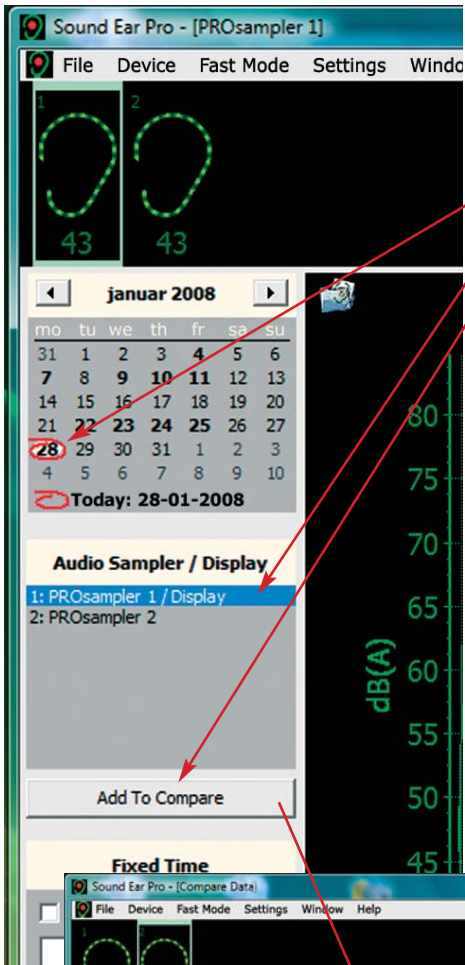 Sound Ear Pro - [PROsampler 1]
File Device Fast Mode Settings Windo
1 2
43 43
januar 2008
mo tu we th fr sa su
31 1 2 3 4 5 6
7 8 9 10 11 12 13
14 15 16 17 18 19 20
21 22 23 24 25 26 27
28 29 30 31 1 2 3
4 5 6 7 8 9 10
Today: 28-01-2008
Audio Sampler / Display
1: PROsampler 1 / Display
2: PROsampler 2
Add To Compare
Fixed Time
80
75
70
65
60
55
50
45
dB(A)
Sound Ear Pro - [Compare Data]
File Device Fast Mode Settings Window Help
1 2